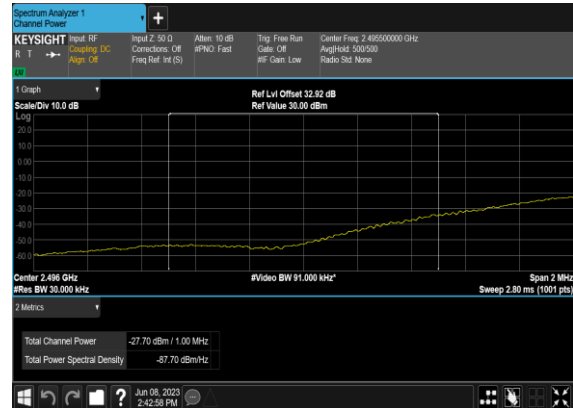 Spectrum Analyzer 1
Channel Power
+
KEYSIGHT Input: RF Input Z: 50 Ω Atten: 10 dB Trig: Free Run Center Freq: 2.495500000 GHz
R T Coupling: DC Corrections: Off #PNO: Fast Gate: Off Avg|Hold: 500/500
Align: Off Freq Ref: Int (S) #IF Gain: Low Radio Std: None
LXI
1 Graph
Ref Lvl Offset 32.92 dB
Scale/Div 10.0 dB Ref Value 30.00 dBm
Log
20.0
10.0
0.00
-10.0
-20.0
-30.0
-40.0
-50.0
-60.0
Center 2.496 GHz #Video BW 91.000 kHz* Span 2 MHz
#Res BW 30.000 kHz Sweep 2.80 ms (1001 pts)
2 Metrics
Total Channel Power -27.70 dBm / 1.00 MHz
Total Power Spectral Density -87.70 dBm/Hz
? Jun 08, 2023
2:42:58 PM